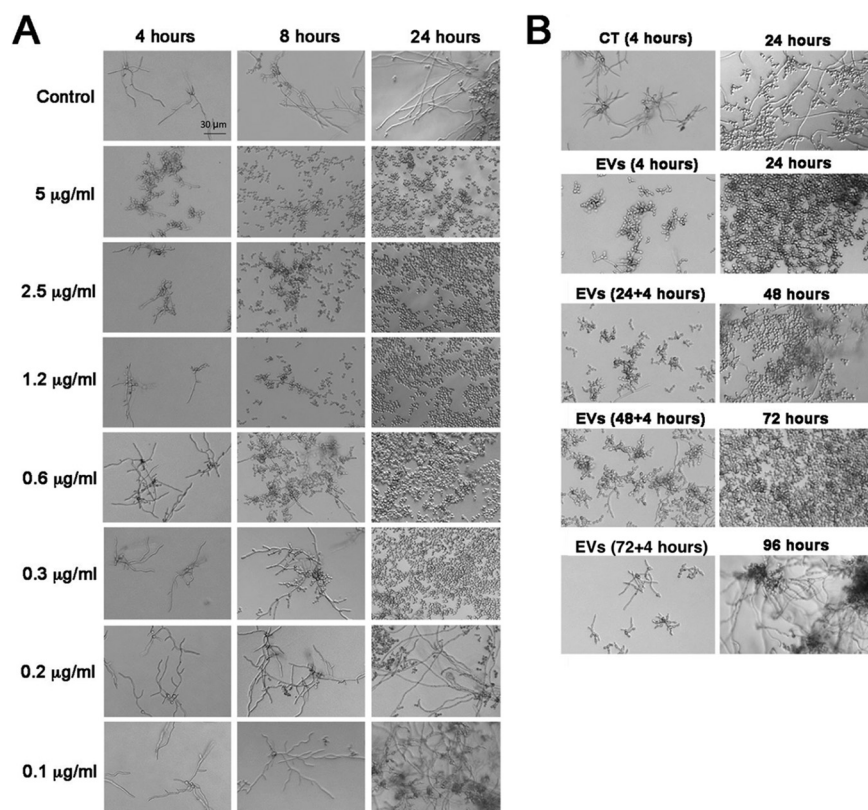 A
4 hours 8 hours 24 hours
Control
30 µm
5 µg/ml
2.5 µg/ml
1.2 µg/ml
0.6 µg/ml
0.3 µg/ml
0.2 µg/ml
0.1 µg/ml
B
CT (4 hours) 24 hours
EVs (4 hours) 24 hours
EVs (24+4 hours) 48 hours
EVs (48+4 hours) 72 hours
EVs (72+4 hours) 96 hours